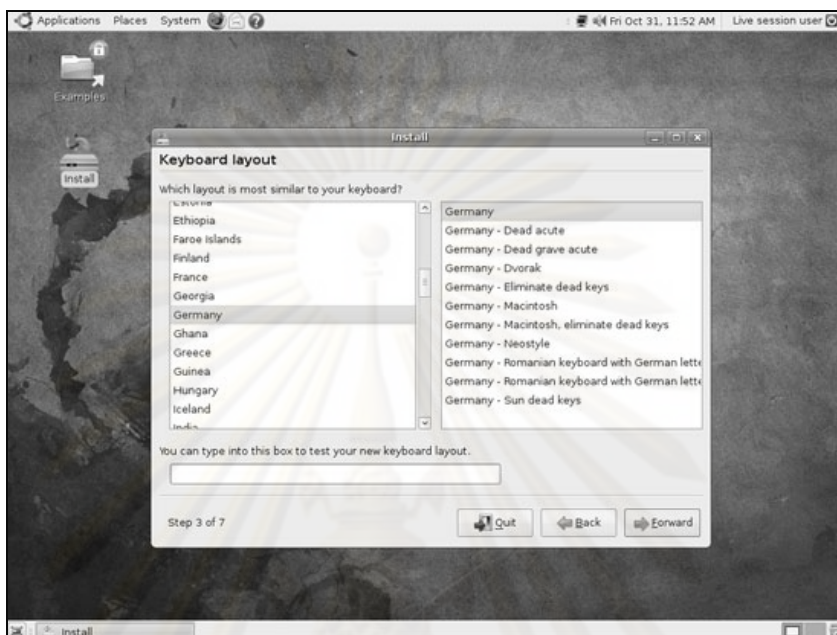 Applications Places System
Fri Oct 31, 11:52 AM Live session user
Examples
Install
Install
Keyboard layout
Which layout is most similar to your keyboard?
Estonia
Ethiopia
Faroe Islands
Finland
France
Georgia
Germany
Ghana
Greece
Guinea
Hungary
Iceland
India
Germany
Germany - Dead acute
Germany - Dead grave acute
Germany - Dvorak
Germany - Eliminate dead keys
Germany - Macintosh
Germany - Macintosh, eliminate dead keys
Germany - Neostyle
Germany - Romanian keyboard with German lette
Germany - Romanian keyboard with German lette
Germany - Sun dead keys
You can type into this box to test your new keyboard layout.
Step 3 of 7
Quit Back Forward
Install